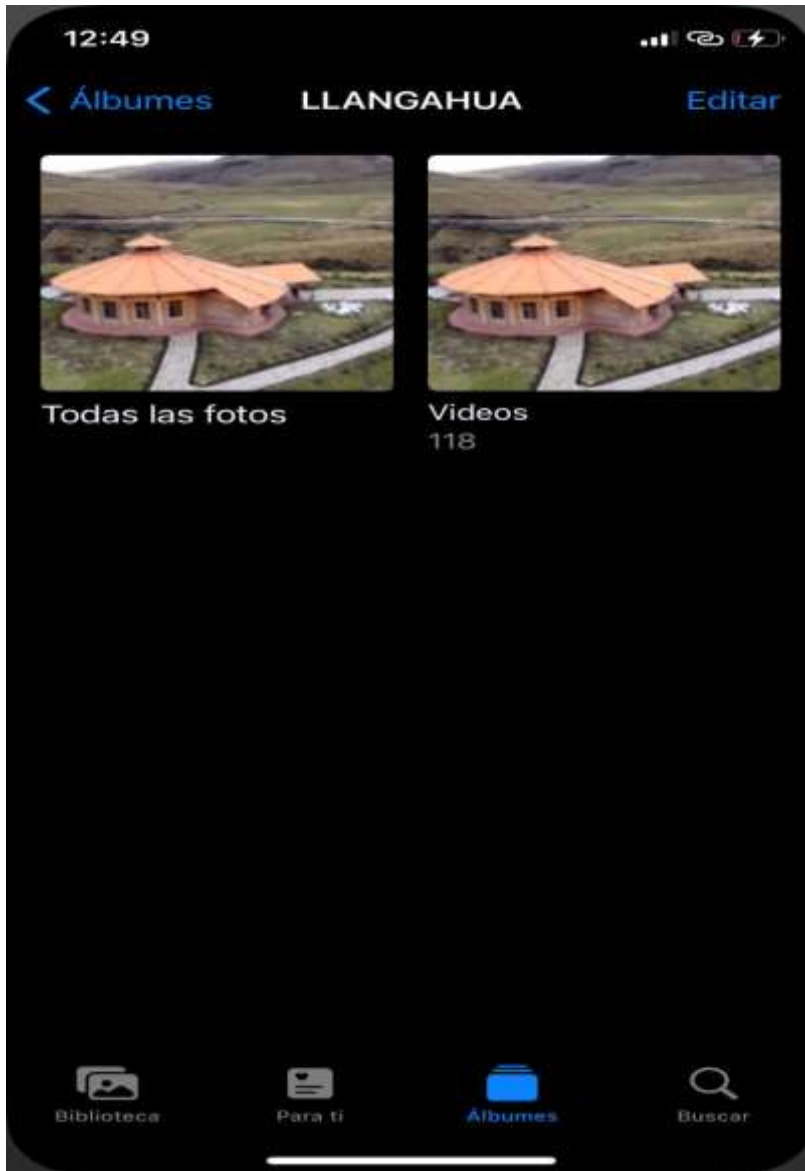 12:49
Álbumes LLANGAHUA Editar
Todas las fotos
Videos
118
Biblioteca Para ti Álbumes Buscar